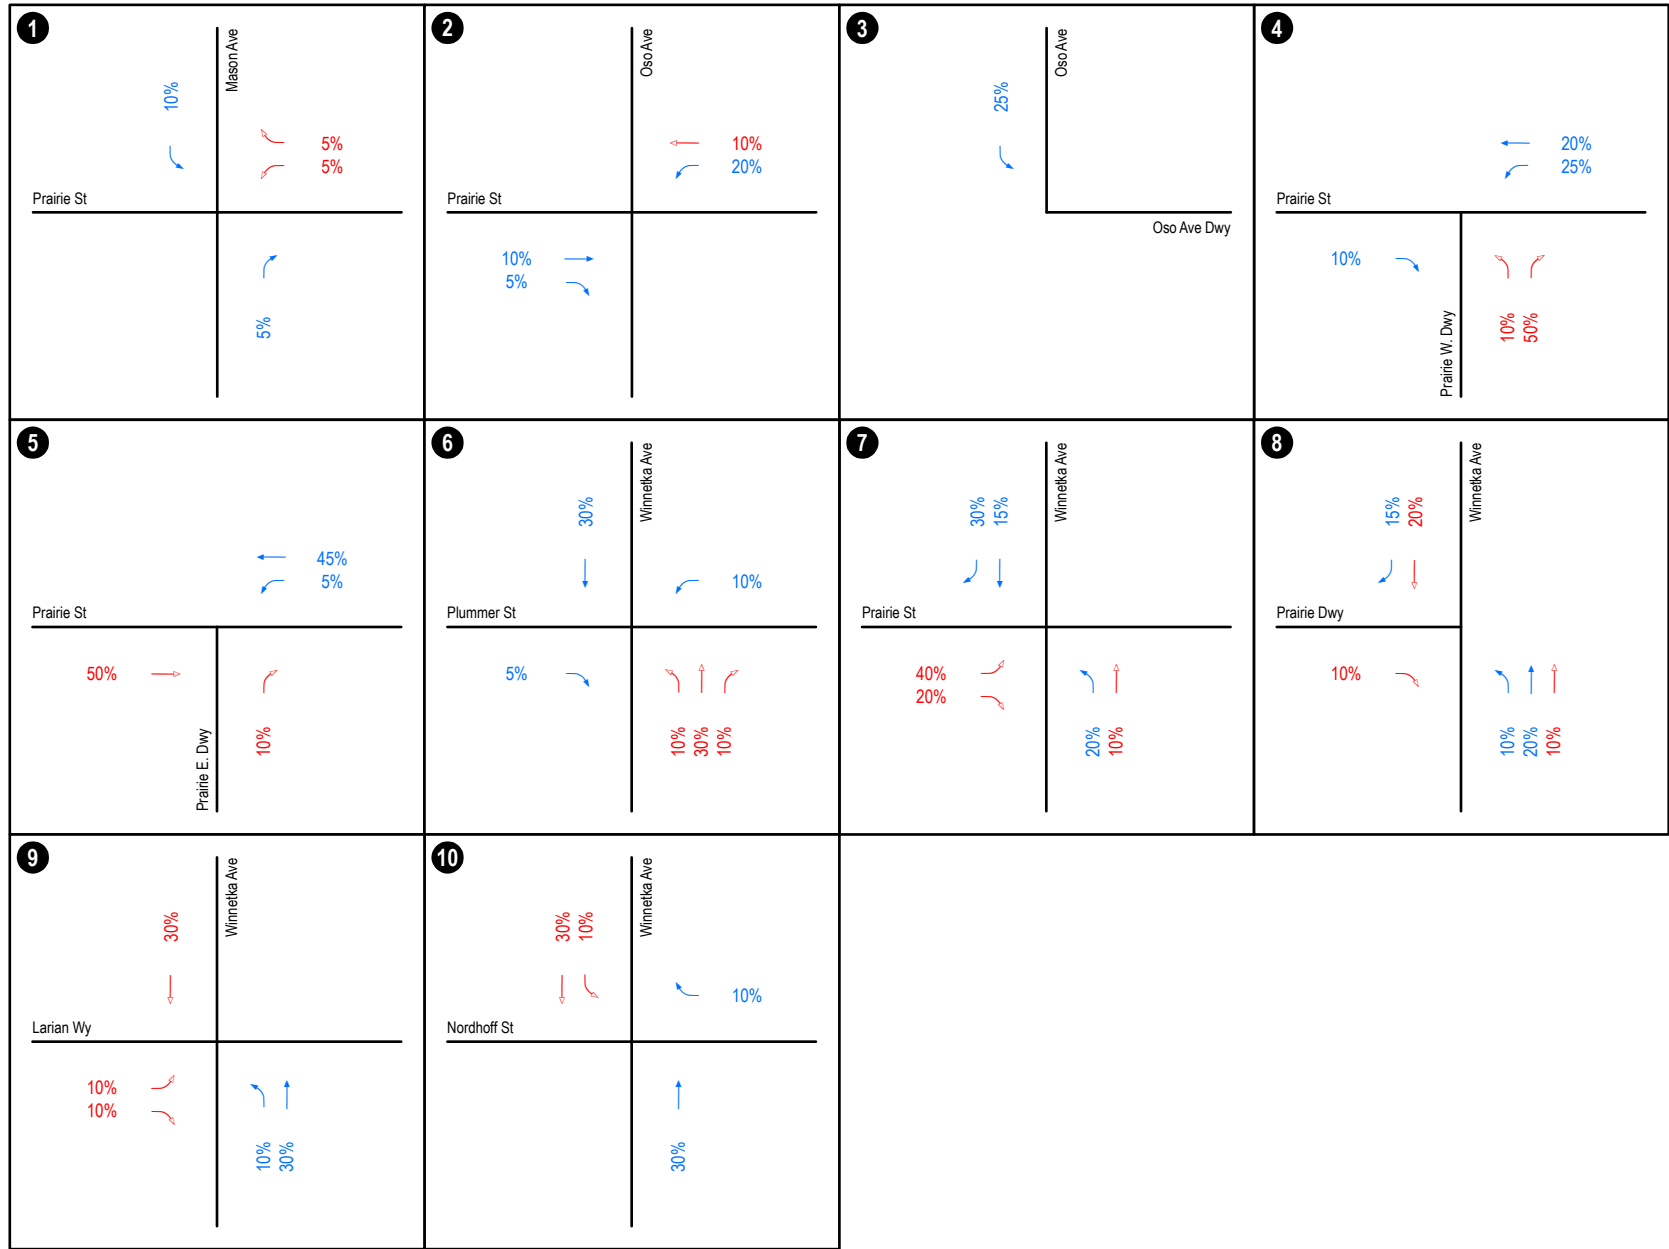 1
Mason Ave
10%
5%
5%
Prairie St
5%
2
Oso Ave
10%
20%
Prairie St
10%
5%
3
Oso Ave
25%
Oso Ave Dwy
4
20%
25%
Prairie St
10%
Prairie W. Dwy
10%
50%
5
45%
5%
Prairie St
50%
Prairie E. Dwy
10%
6
Winnetka Ave
30%
10%
Plummer St
5%
10%
30%
10%
7
Winnetka Ave
30%
15%
Prairie St
40%
20%
20%
10%
8
Winnetka Ave
15%
20%
Prairie Dwy
10%
10%
20%
10%
9
Winnetka Ave
30%
Larian Wy
10%
10%
10%
30%
10
Winnetka Ave
30%
10%
10%
Nordhoff St
30%